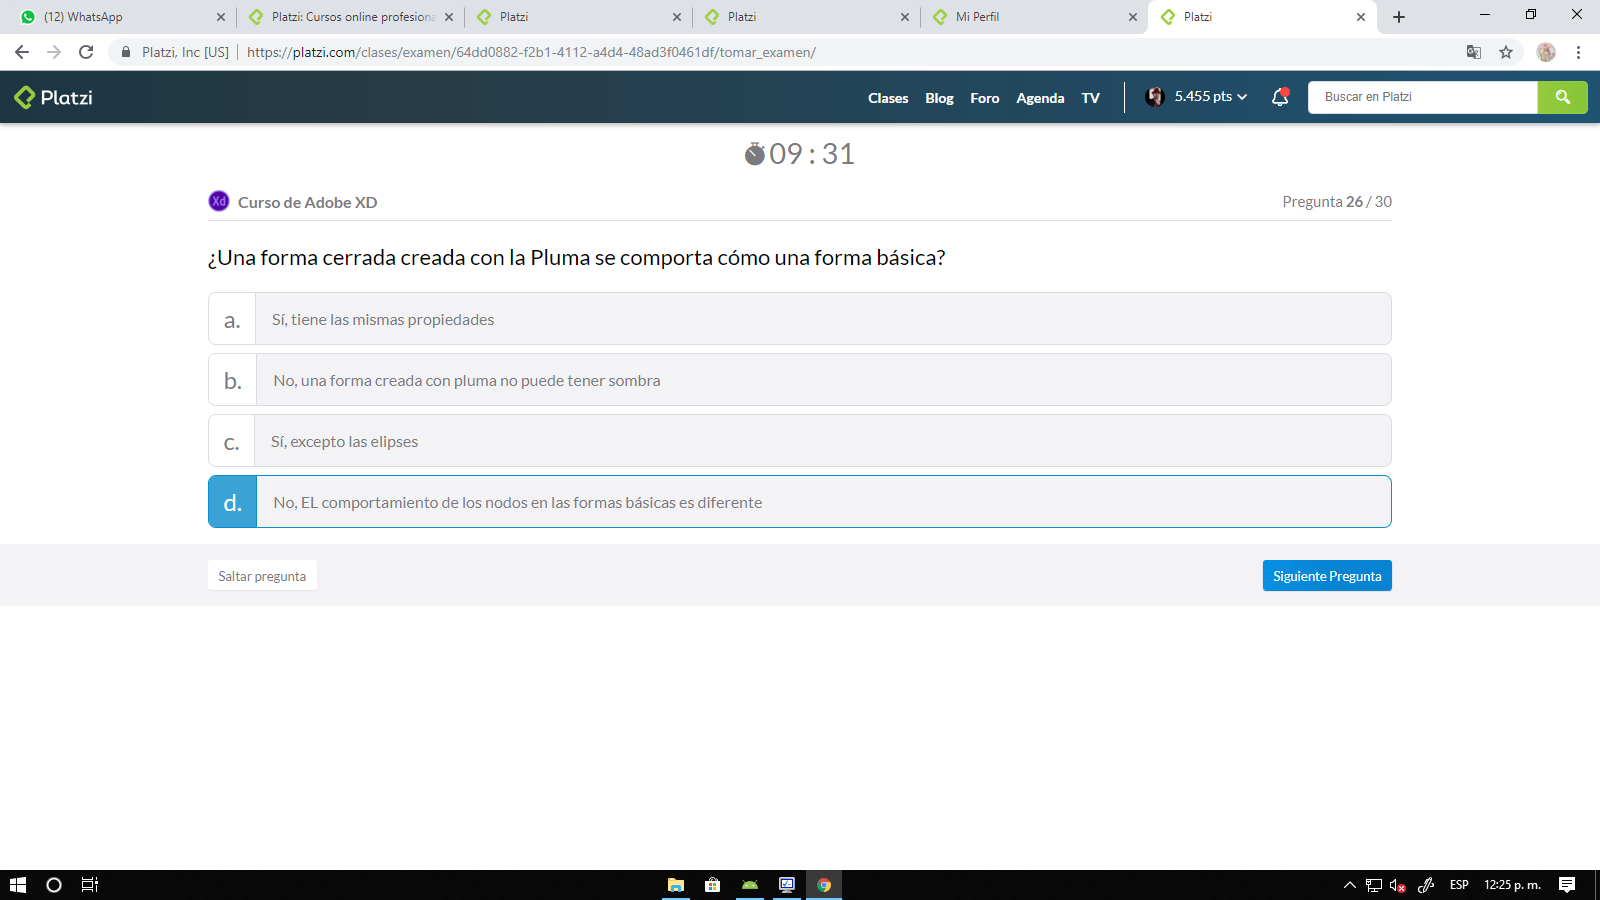 (12) WhatsApp
Platzi: Cursos online profesiona
Platzi
Platzi
Mi Perfil
Platzi
Platzi, Inc [US]
https://platzi.com/clases/examen/64dd0882-f2b1-4112-a4d4-48ad3f0461df/tomar_examen/
Platzi
Clases
Blog
Foro
Agenda
TV
5.455 pts
Buscar en Platzi
09 : 31
Xd
Curso de Adobe XD
Pregunta 26 / 30
¿Una forma cerrada creada con la Pluma se comporta cómo una forma básica?
a. Sí, tiene las mismas propiedades
b. No, una forma creada con pluma no puede tener sombra
c. Sí, excepto las elipses
d. No, EL comportamiento de los nodos en las formas básicas es diferente
Saltar pregunta
Siguiente Pregunta
ESP
12:25 p. m.